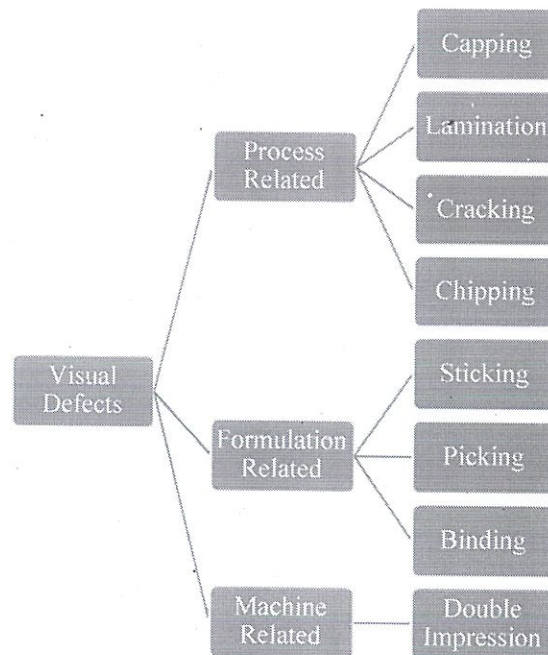 Capping
Lamination
Process
Related
Cracking
Chipping
Visual
Defects
Sticking
Formulation
Related
Picking
Binding
Machine
Related
Double
Impression